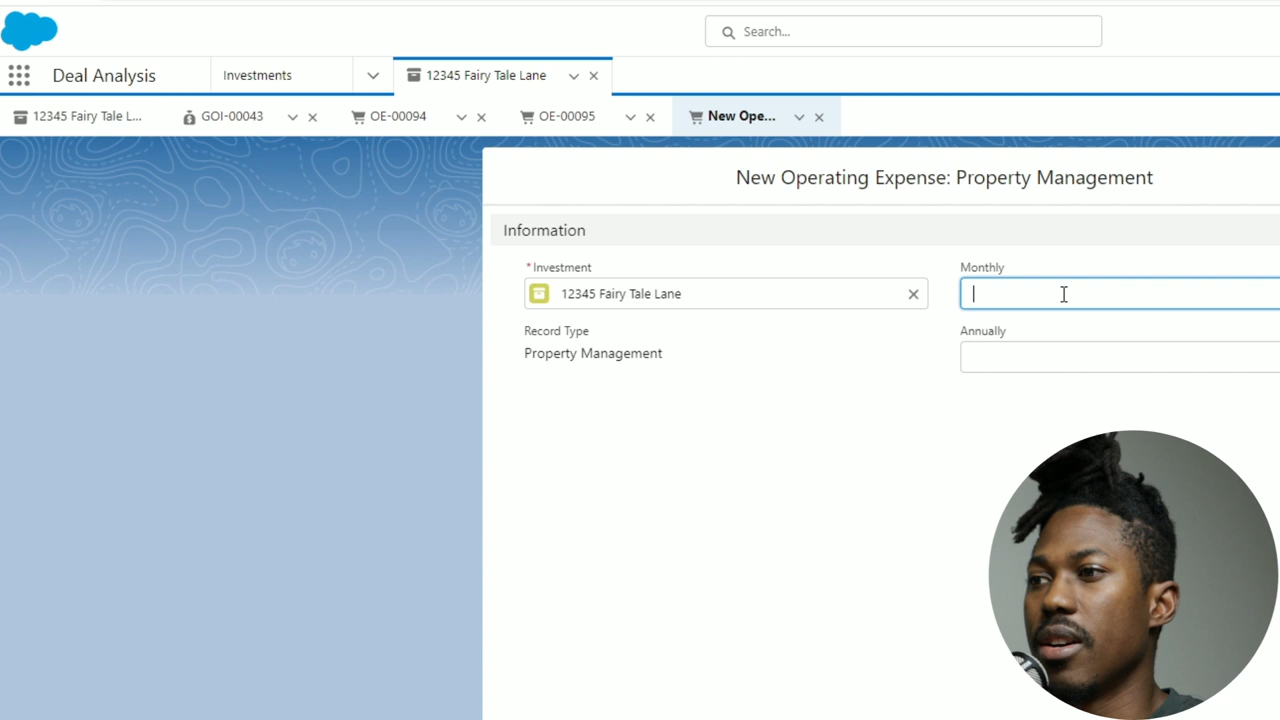 Search...
Deal Analysis
Investments
12345 Fairy Tale Lane
12345 Fairy Tale L...
GOI-00043
OE-00094
OE-00095
New Ope...
New Operating Expense: Property Management
Information
*Investment
Monthly
12345 Fairy Tale Lane
Record Type
Annually
Property Management